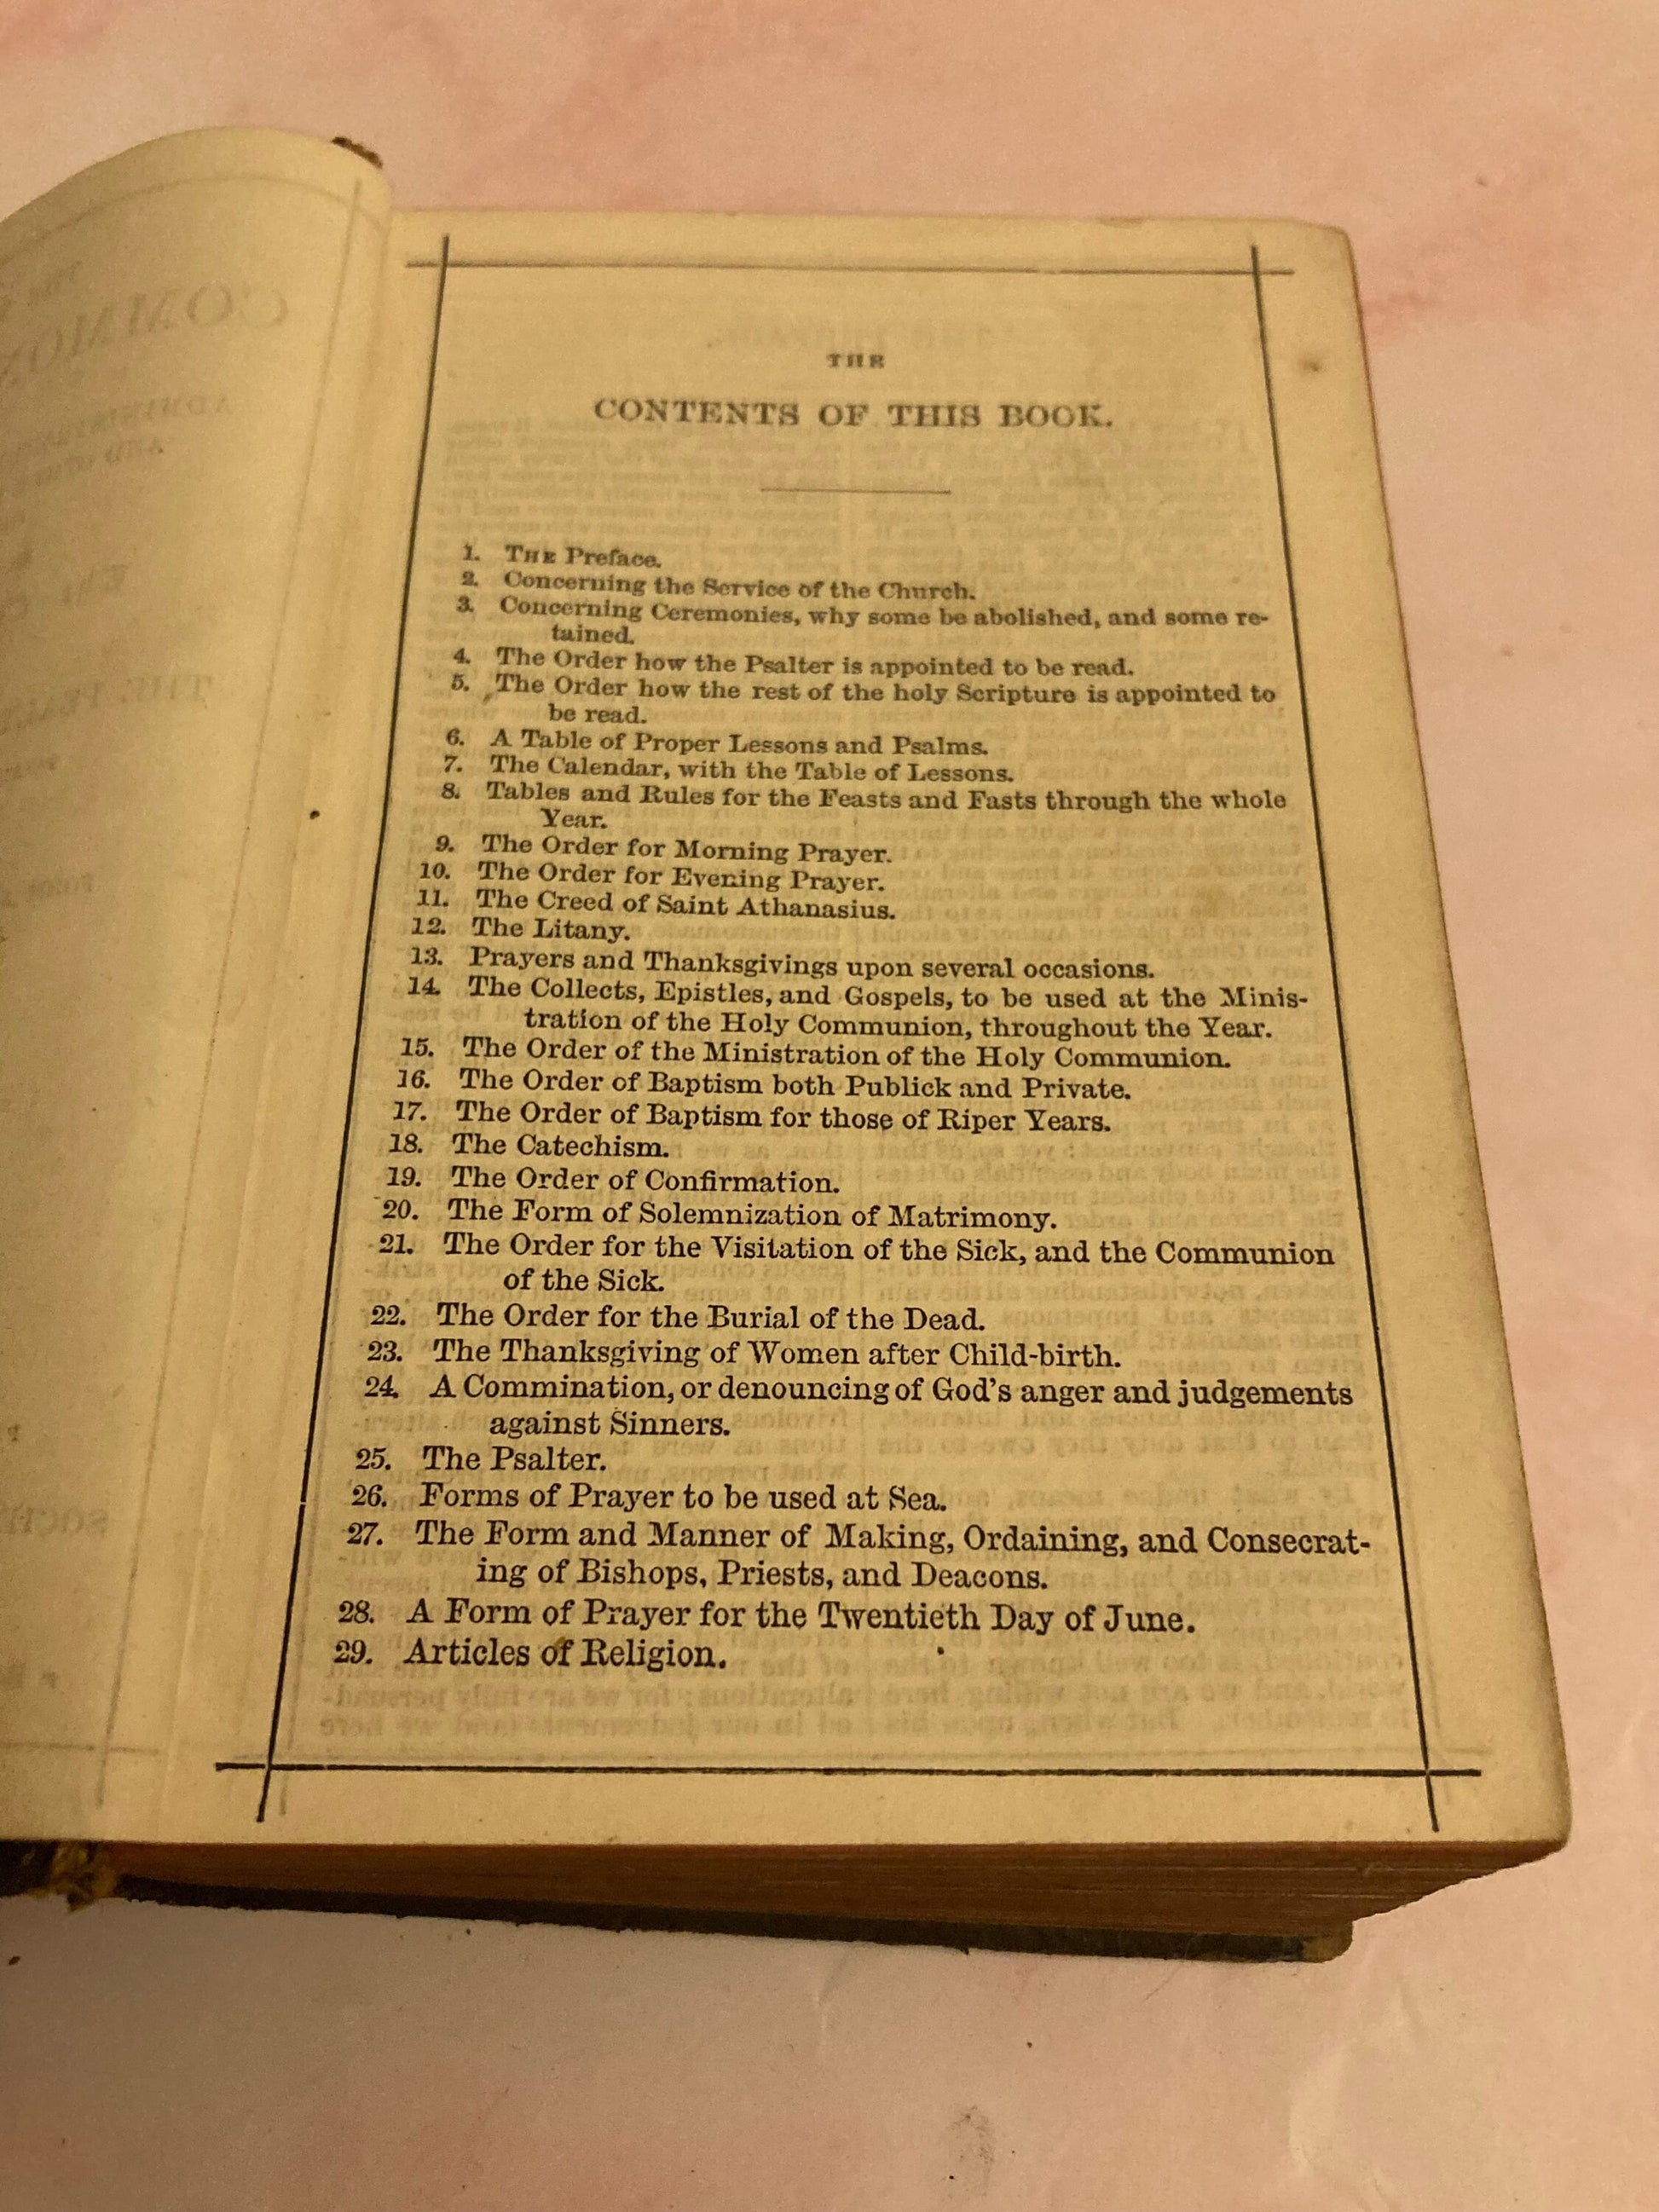 THE
CONTENTS OF THIS BOOK.
1. THE Preface.
2. Concerning the Service of the Church.
3. Concerning Ceremonies, why some be abolished, and some re-
tained.
4. The Order how the Psalter is appointed to be read.
5. The Order how the rest of the holy Scripture is appointed to
be read.
6. A Table of Proper Lessons and Psalms.
7. The Calendar, with the Table of Lessons.
8. Tables and Rules for the Feasts and Fasts through the whole
Year.
9. The Order for Morning Prayer.
10. The Order for Evening Prayer.
11. The Creed of Saint Athanasius.
12. The Litany.
13. Prayers and Thanksgivings upon several occasions.
14. The Collects, Epistles, and Gospels, to be used at the Minis-
tration of the Holy Communion, throughout the Year.
15. The Order of the Ministration of the Holy Communion.
16. The Order of Baptism both Publick and Private.
17. The Order of Baptism for those of Riper Years.
18. The Catechism.
19. The Order of Confirmation.
20. The Form of Solemnization of Matrimony.
21. The Order for the Visitation of the Sick, and the Communion
of the Sick.
22. The Order for the Burial of the Dead.
23. The Thanksgiving of Women after Child-birth.
24. A Commination, or denouncing of God's anger and judgements
against Sinners.
25. The Psalter.
26. Forms of Prayer to be used at Sea.
27. The Form and Manner of Making, Ordaining, and Consecrat-
ing of Bishops, Priests, and Deacons.
28. A Form of Prayer for the Twentieth Day of June.
29. Articles of Religion.